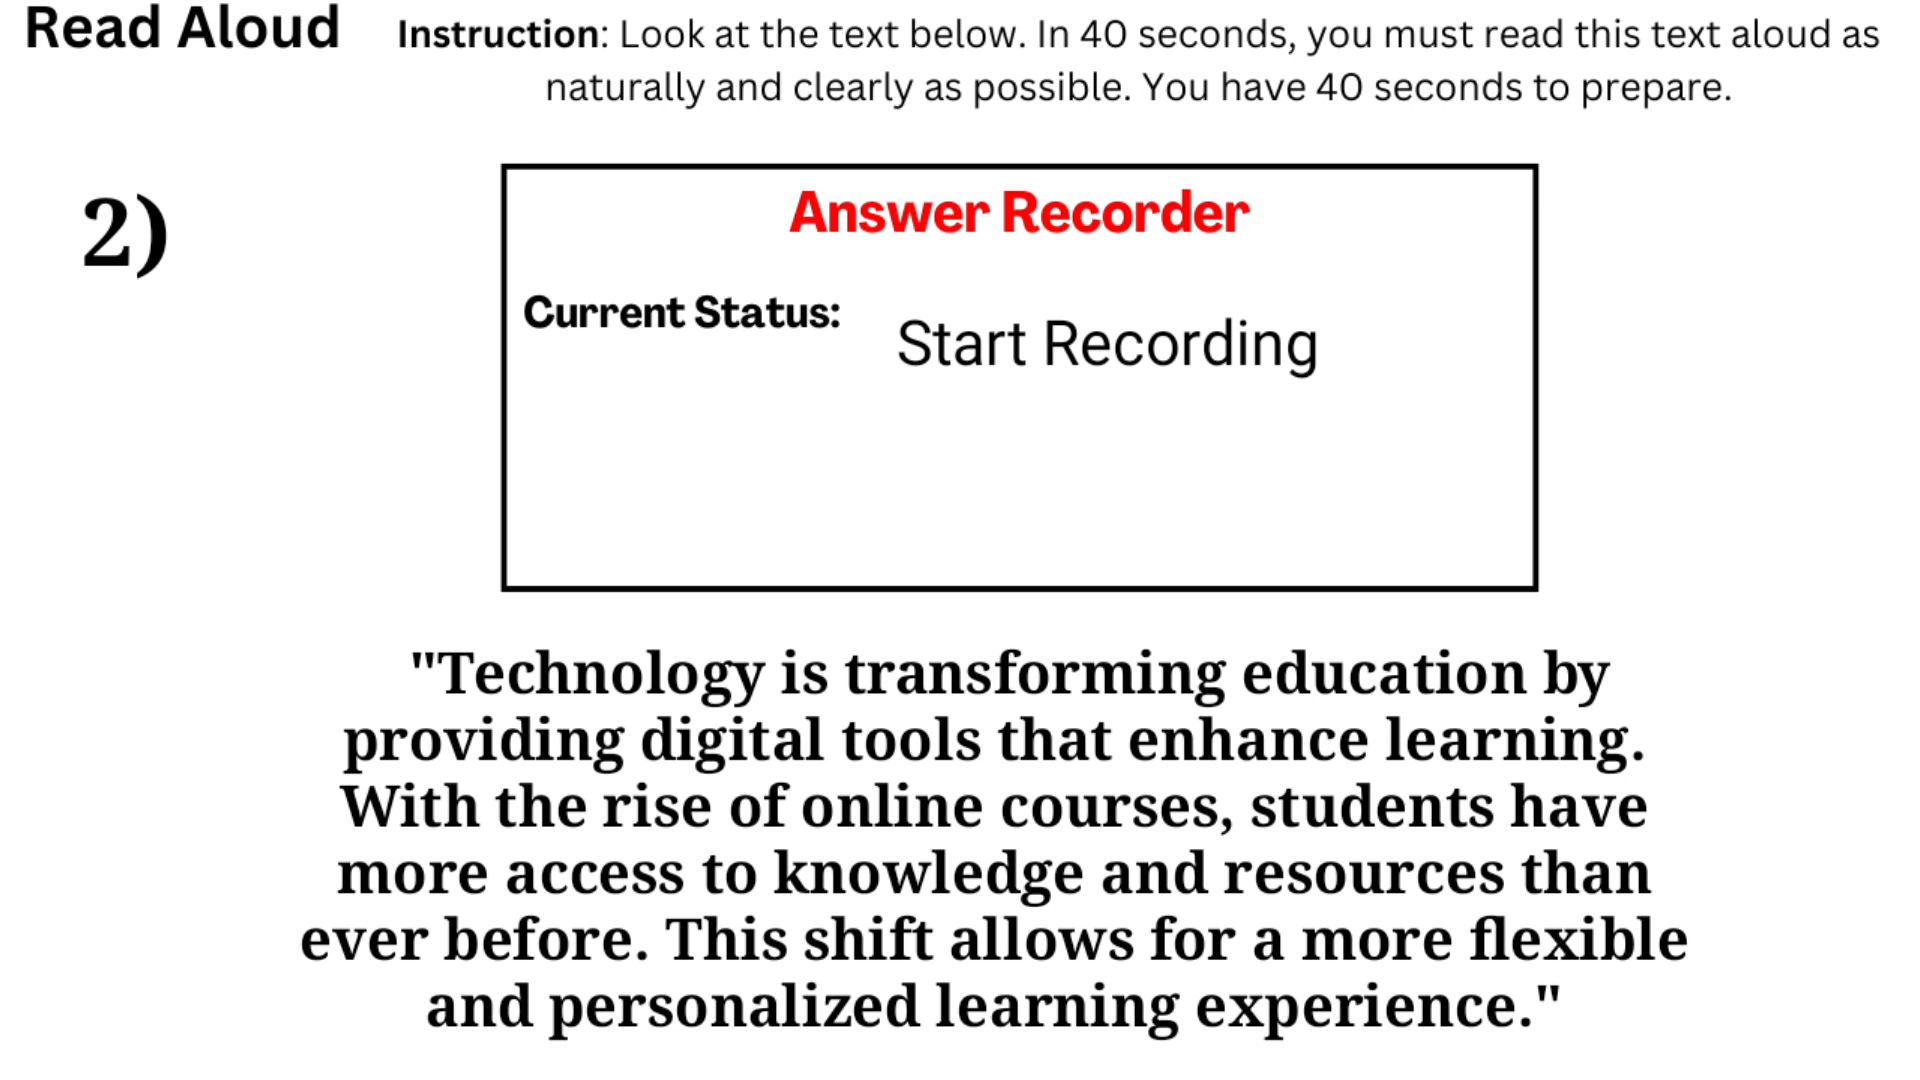 Read Aloud
Instruction: Look at the text below. In 40 seconds, you must read this text aloud as
naturally and clearly as possible. You have 40 seconds to prepare.
2)
Answer Recorder
Current Status:
Start Recording
"Technology is transforming education by
providing digital tools that enhance learning.
With the rise of online courses, students have
more access to knowledge and resources than
ever before. This shift allows for a more flexible
and personalized learning experience."